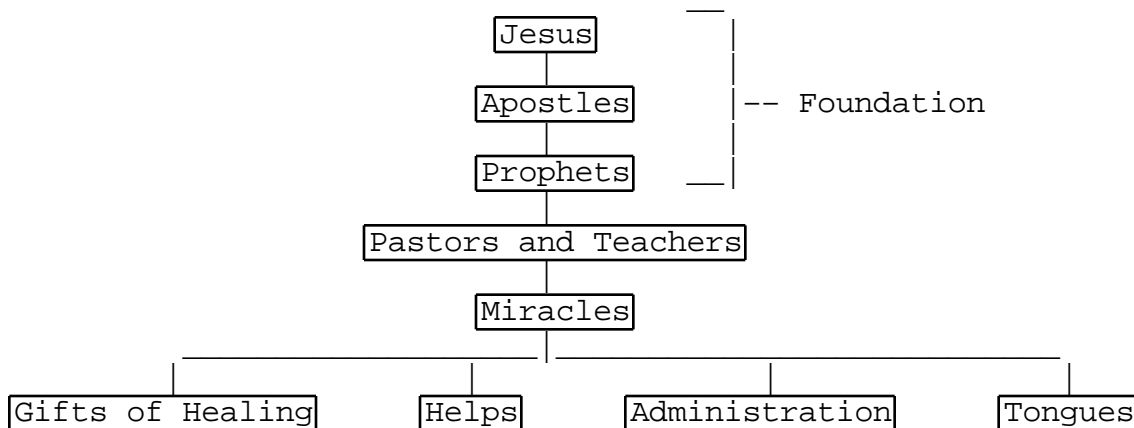 Jesus
Apostles
-- Foundation
Prophets
Pastors and Teachers
Miracles
Gifts of Healing Helps Administration Tongues